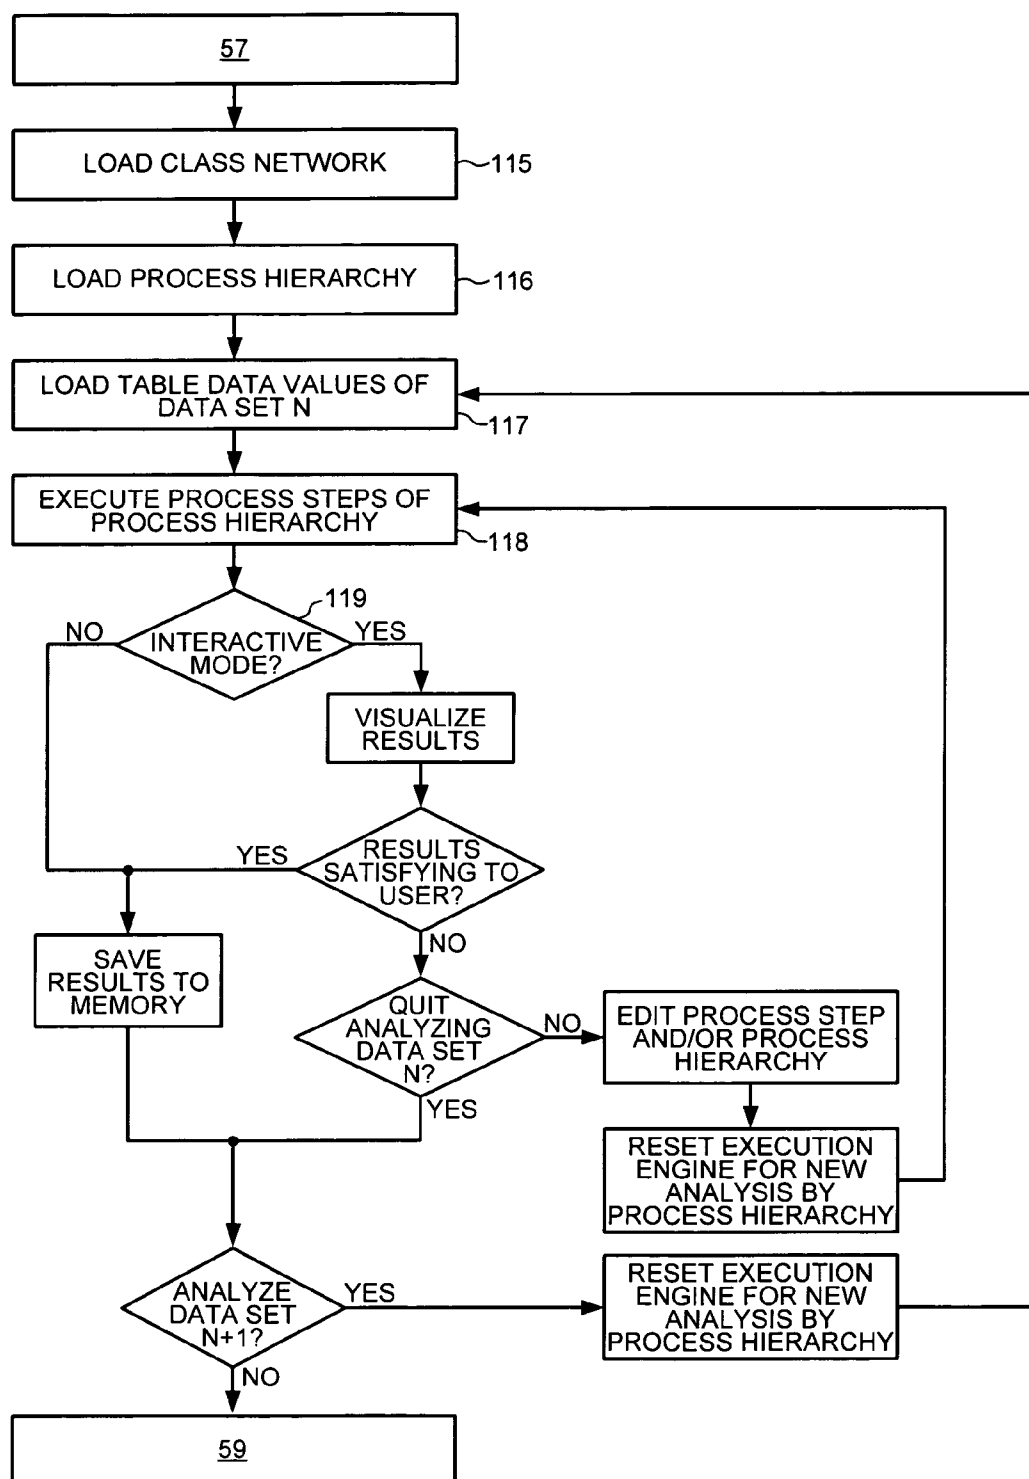 57
LOAD CLASS NETWORK
115
LOAD PROCESS HIERARCHY
116
LOAD TABLE DATA VALUES OF
DATA SET N
117
EXECUTE PROCESS STEPS OF
PROCESS HIERARCHY
118
119
NO
INTERACTIVE
MODE?
YES
VISUALIZE
RESULTS
YES
RESULTS
SATISFYING TO
USER?
NO
SAVE
RESULTS TO
MEMORY
QUIT
ANALYZING
DATA SET
N?
NO
YES
EDIT PROCESS STEP
AND/OR PROCESS
HIERARCHY
RESET EXECUTION
ENGINE FOR NEW
ANALYSIS BY
PROCESS HIERARCHY
ANALYZE
DATA SET
N+1?
YES
NO
RESET EXECUTION
ENGINE FOR NEW
ANALYSIS BY
PROCESS HIERARCHY
59